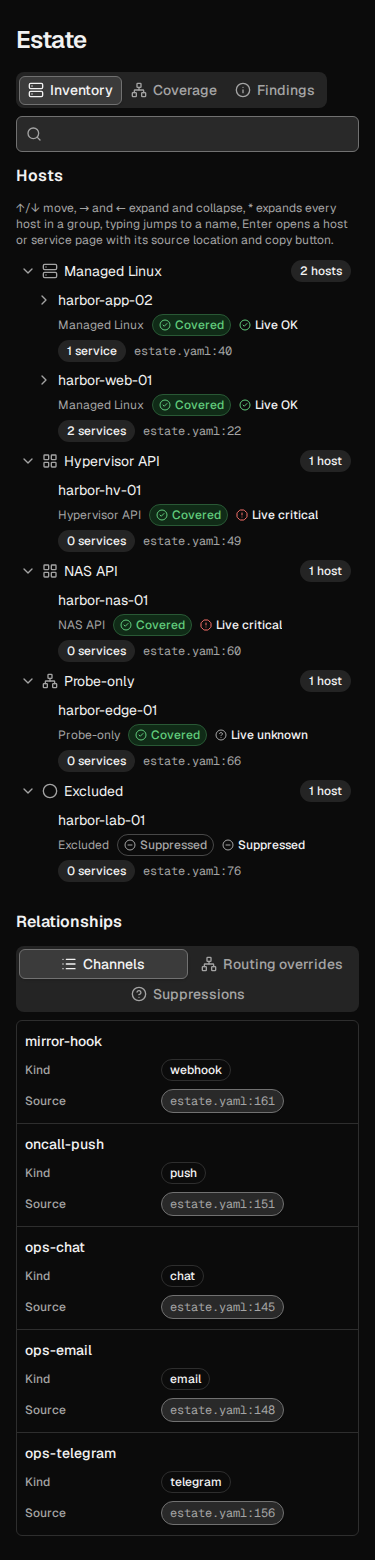 Estate
Inventory
Coverage
Findings
Hosts
↑/↓ move, → and ← expand and collapse, * expands every
host in a group, typing jumps to a name, Enter opens a host
or service page with its source location and copy button.
Managed Linux 2 hosts
harbor-app-02
Managed Linux Covered Live OK
1 service estate.yaml:40
harbor-web-01
Managed Linux Covered Live OK
2 services estate.yaml:22
Hypervisor API 1 host
harbor-hv-01
Hypervisor API Covered Live critical
0 services estate.yaml:49
NAS API 1 host
harbor-nas-01
NAS API Covered Live critical
0 services estate.yaml:60
Probe-only 1 host
harbor-edge-01
Probe-only Covered Live unknown
0 services estate.yaml:66
Excluded 1 host
harbor-lab-01
Excluded Suppressed Suppressed
0 services estate.yaml:76
Relationships
Channels
Routing overrides
Suppressions
mirror-hook
Kind webhook
Source estate.yaml:161
oncall-push
Kind push
Source estate.yaml:151
ops-chat
Kind chat
Source estate.yaml:145
ops-email
Kind email
Source estate.yaml:148
ops-telegram
Kind telegram
Source estate.yaml:156